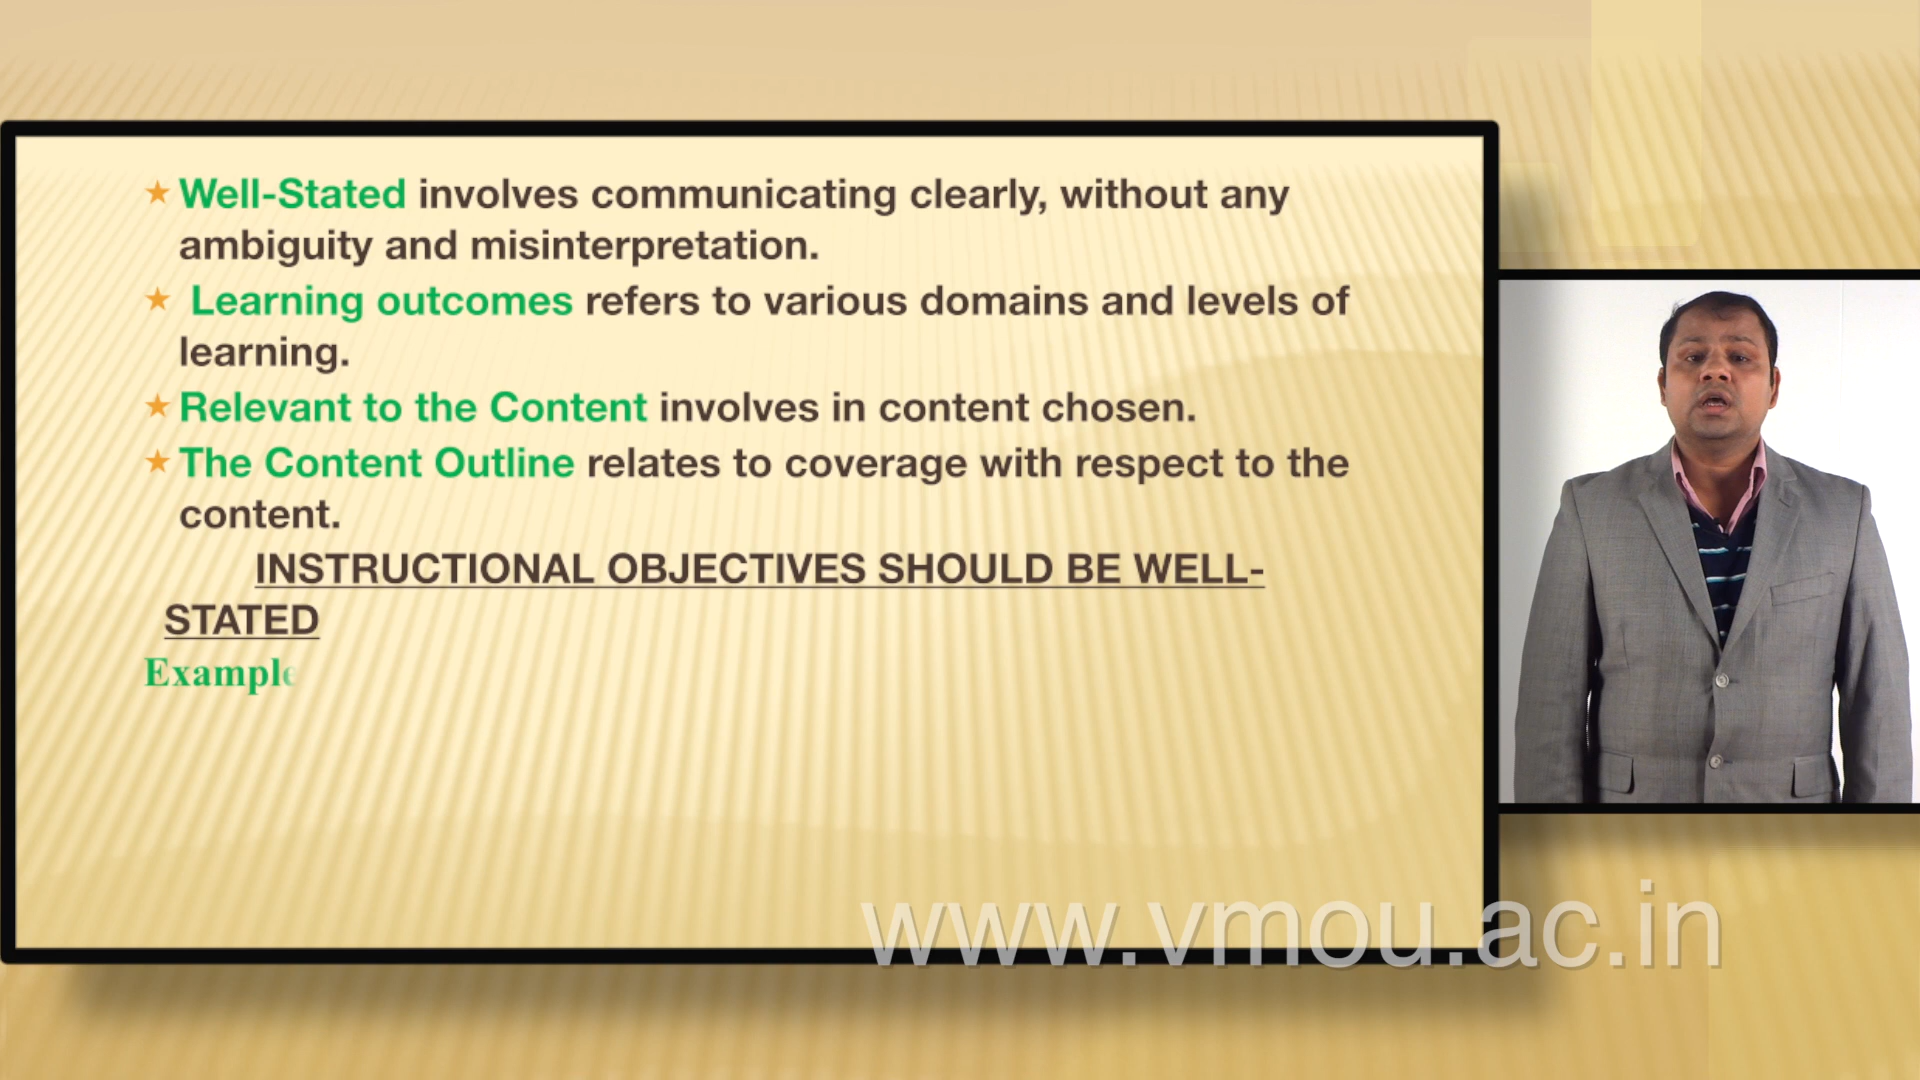 Well-Stated involves communicating clearly, without any
ambiguity and misinterpretation.
Learning outcomes refers to various domains and levels of
learning.
Relevant to the Content involves in content chosen.
The Content Outline relates to coverage with respect to the
content.
INSTRUCTIONAL OBJECTIVES SHOULD BE WELL-
STATED
Example
www.vmou.ac.in